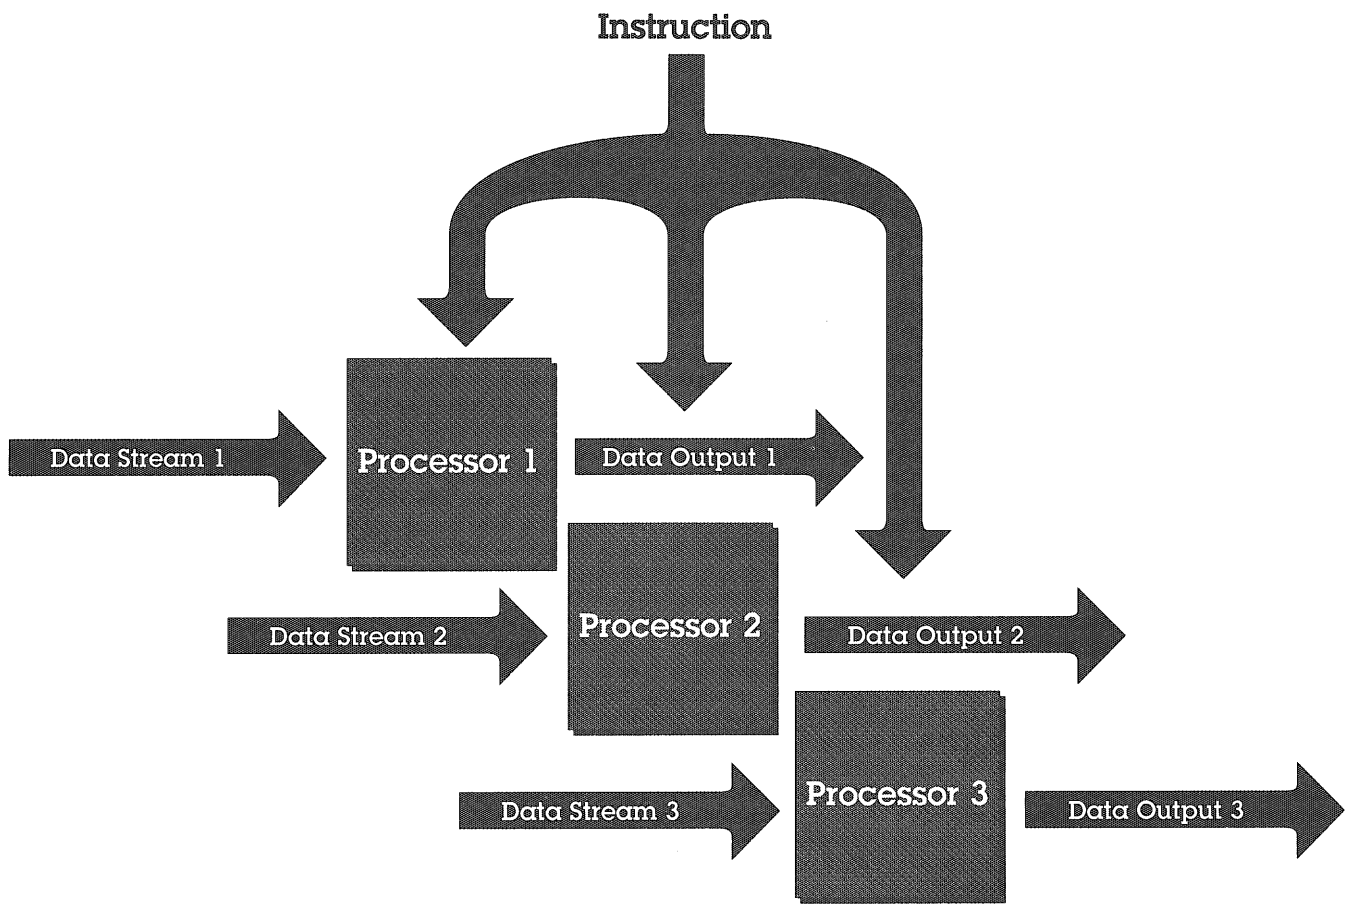 Instruction
Data Stream 1
Processor 1
Data Output 1
Data Stream 2
Processor 2
Data Output 2
Data Stream 3
Processor 3
Data Output 3